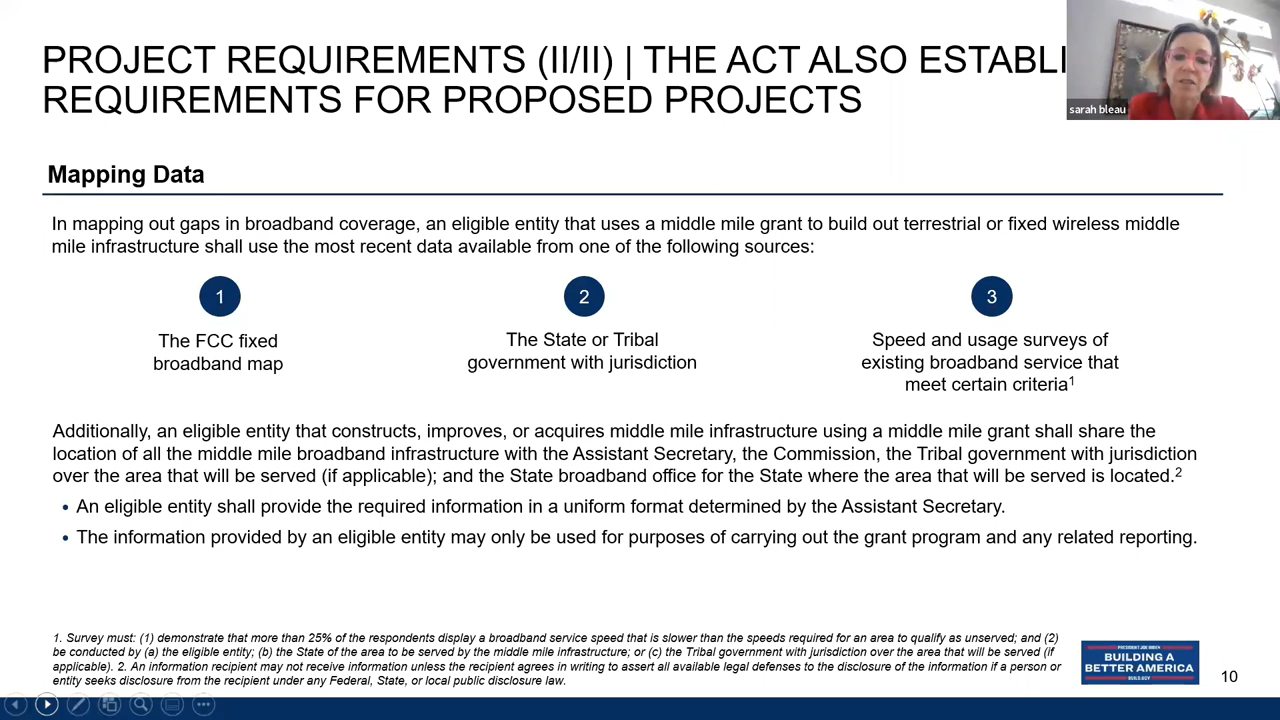 PROJECT REQUIREMENTS (II/II) | THE ACT ALSO ESTABLI
REQUIREMENTS FOR PROPOSED PROJECTS
sarah bleau
Mapping Data
In mapping out gaps in broadband coverage, an eligible entity that uses a middle mile grant to build out terrestrial or fixed wireless middle
mile infrastructure shall use the most recent data available from one of the following sources:
1
2
3
The FCC fixed
broadband map
The State or Tribal
government with jurisdiction
Speed and usage surveys of
existing broadband service that
meet certain criteria1
Additionally, an eligible entity that constructs, improves, or acquires middle mile infrastructure using a middle mile grant shall share the
location of all the middle mile broadband infrastructure with the Assistant Secretary, the Commission, the Tribal government with jurisdiction
over the area that will be served (if applicable); and the State broadband office for the State where the area that will be served is located.2
• An eligible entity shall provide the required information in a uniform format determined by the Assistant Secretary.
• The information provided by an eligible entity may only be used for purposes of carrying out the grant program and any related reporting.
1. Survey must: (1) demonstrate that more than 25% of the respondents display a broadband service speed that is slower than the speeds required for an area to qualify as unserved; and (2)
be conducted by (a) the eligible entity; (b) the State of the area to be served by the middle mile infrastructure; or (c) the Tribal government with jurisdiction over the area that will be served (if
applicable). 2. An information recipient may not receive information unless the recipient agrees in writing to assert all available legal defenses to the disclosure of the information if a person or
entity seeks disclosure from the recipient under any Federal, State, or local public disclosure law.
PRESIDENT JOE BIDEN
BUILDING A
BETTER AMERICA
BUILD.GOV
10